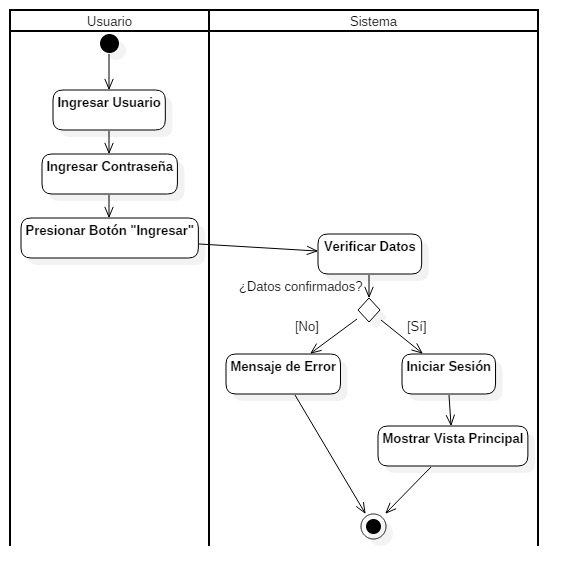 Usuario
Sistema
Ingresar Usuario
Ingresar Contraseña
Presionar Botón "Ingresar"
Verificar Datos
¿Datos confirmados?
[No]
[Sí]
Mensaje de Error
Iniciar Sesión
Mostrar Vista Principal